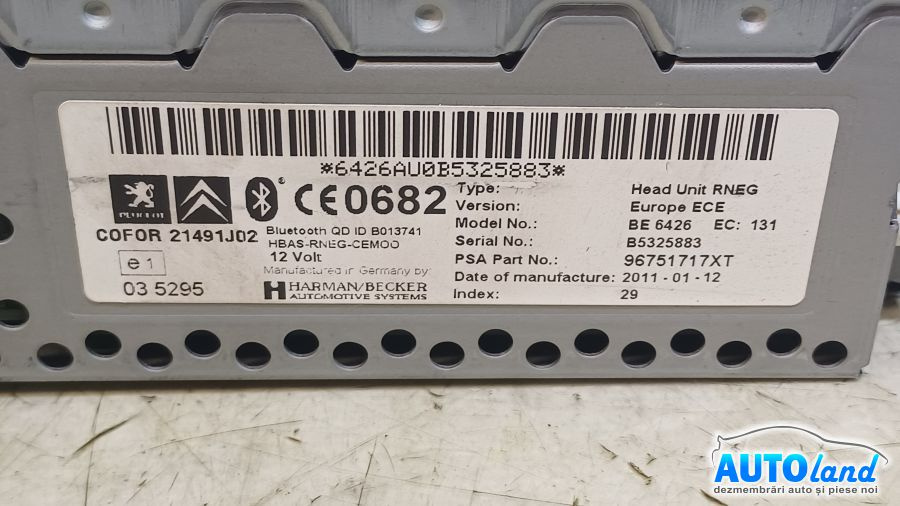 *6426AU0B5325883*
PEUGEOT
CE0682
COFOR 21491J02
Bluetooth QD ID B013741
HBAS-RNEG-CEMOO
12 Volt
Manufactured in Germany by:
HARMAN/BECKER
AUTOMOTIVE SYSTEMS
e1
03 5295
Type: Head Unit RNEG
Version: Europe ECE
Model No.: BE 6426 EC: 131
Serial No.: B5325883
PSA Part No.: 96751717XT
Date of manufacture: 2011-01-12
Index: 29
AUTOland
dezmembrări auto și piese noi